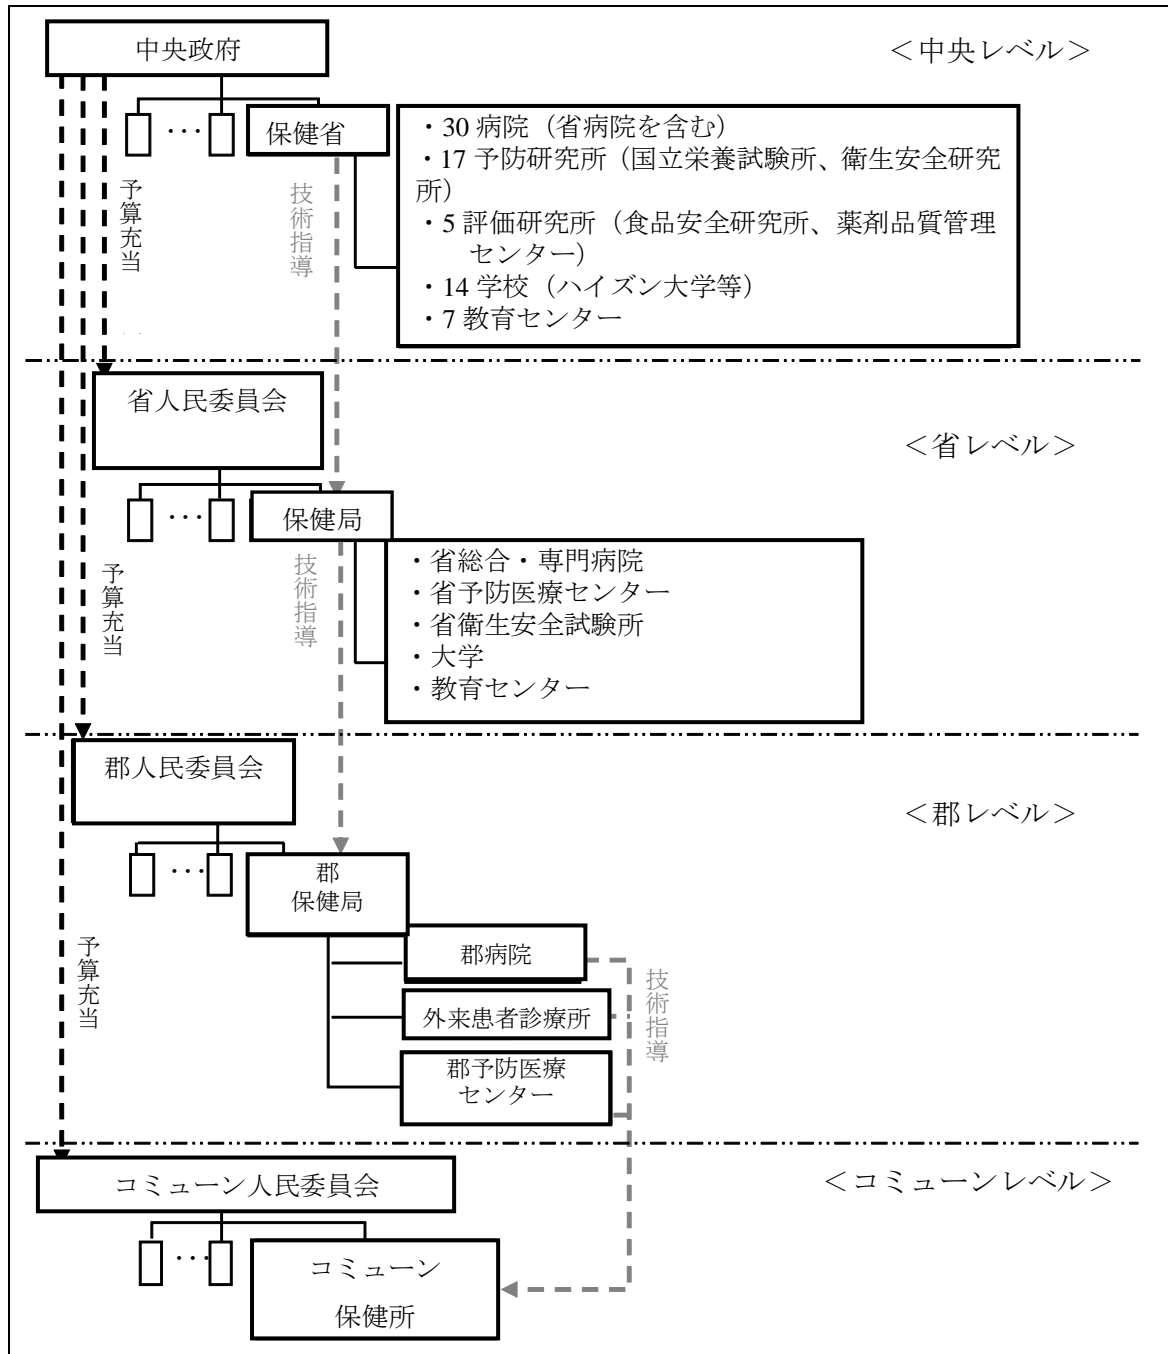 中央政府
＜中央レベル＞
･･･
保健省
・30 病院（省病院を含む）
・17 予防研究所（国立栄養試験所、衛生安全研究
所）
・5 評価研究所（食品安全研究所、薬剤品質管理
センター）
・14 学校（ハイズン大学等）
・7 教育センター
予算充当
技術指導
省人民委員会
＜省レベル＞
･･･
保健局
・省総合・専門病院
・省予防医療センター
・省衛生安全試験所
・大学
・教育センター
予算充当
技術指導
郡人民委員会
＜郡レベル＞
･･･
郡
保健局
郡病院
外来患者診療所
郡予防医療
センター
予算充当
技術指導
コミューン人民委員会
＜コミューンレベル＞
･･･
コミューン
保健所